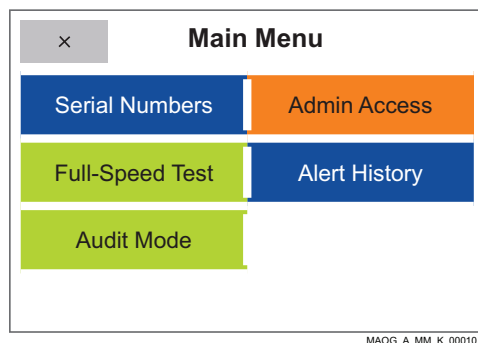 × Main Menu
Serial Numbers Admin Access
Full-Speed Test Alert History
Audit Mode
MAOG_A_MM_K_00010